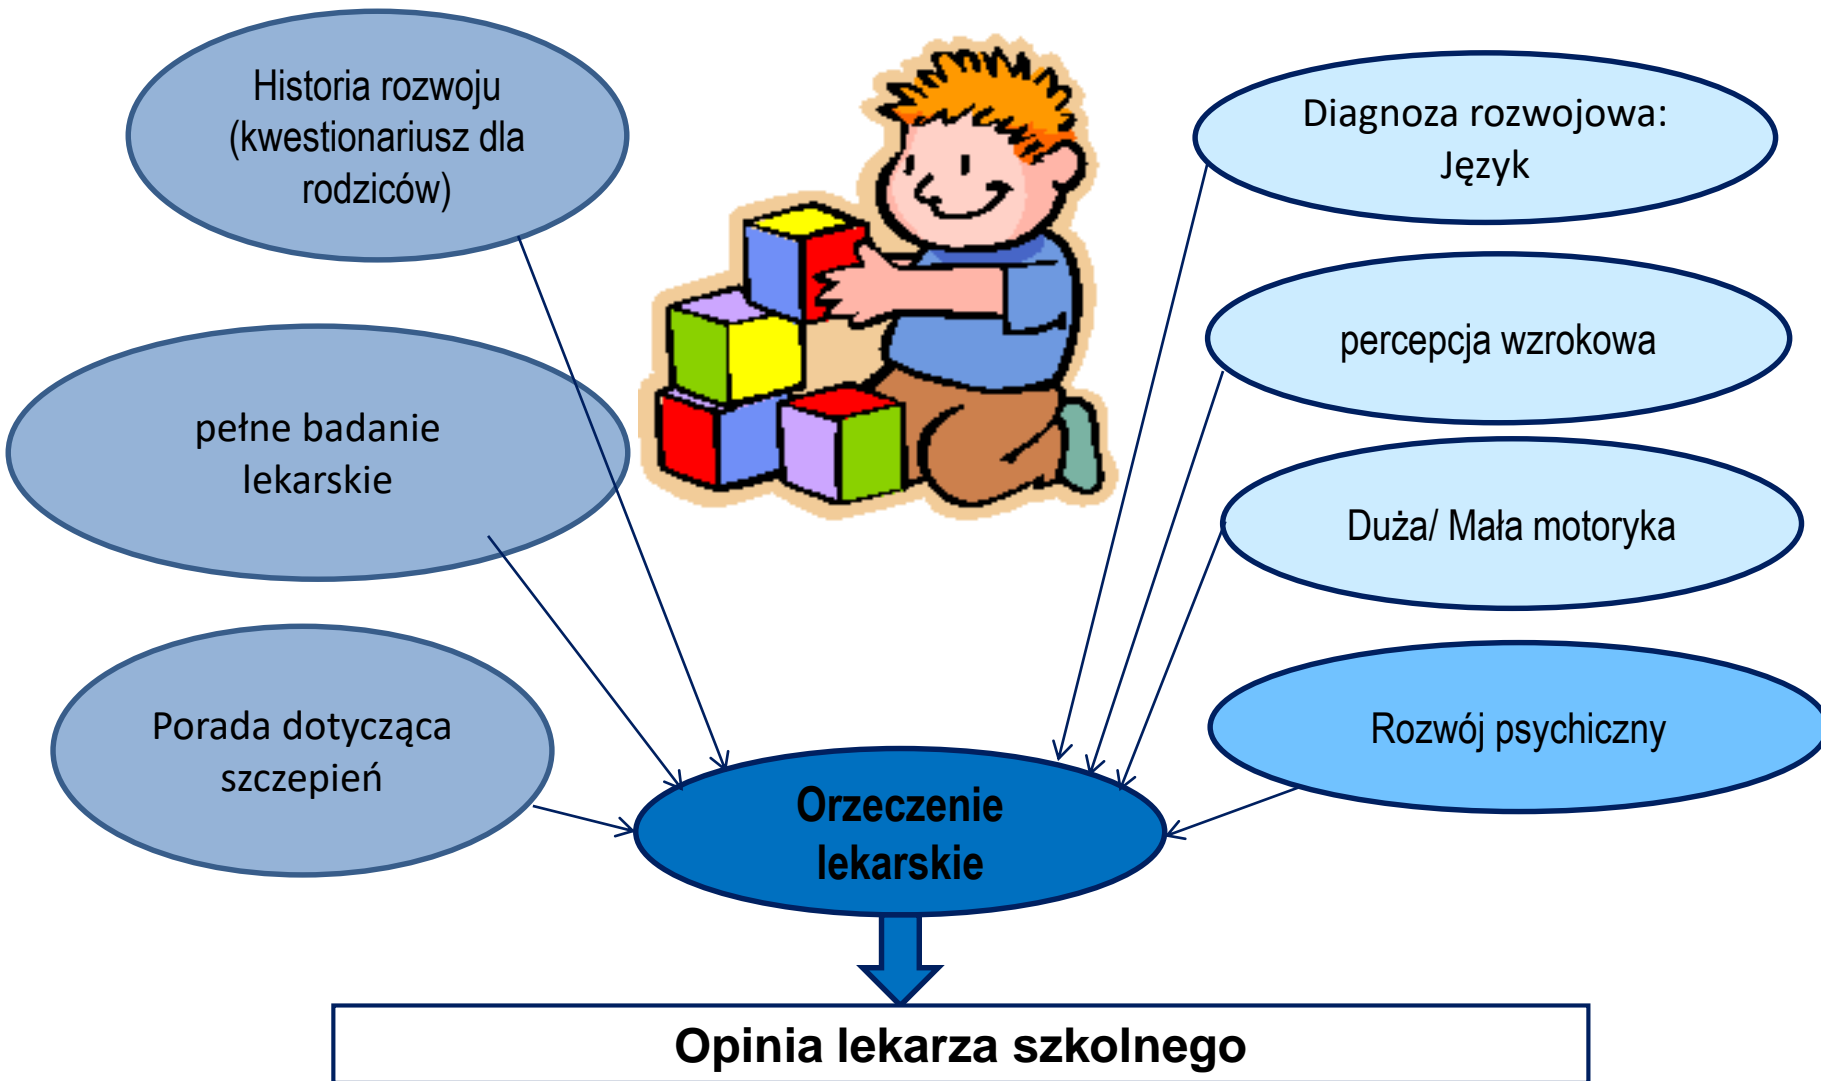 Historia rozwoju
(kwestionariusz dla
rodziców)
pełne badanie
lekarskie
Porada dotycząca
szczepień
Diagnoza rozwojowa:
Język
percepcja wzrokowa
Duża/ Mała motoryka
Rozwój psychiczny
Orzeczenie
lekarskie
Opinia lekarza szkolnego